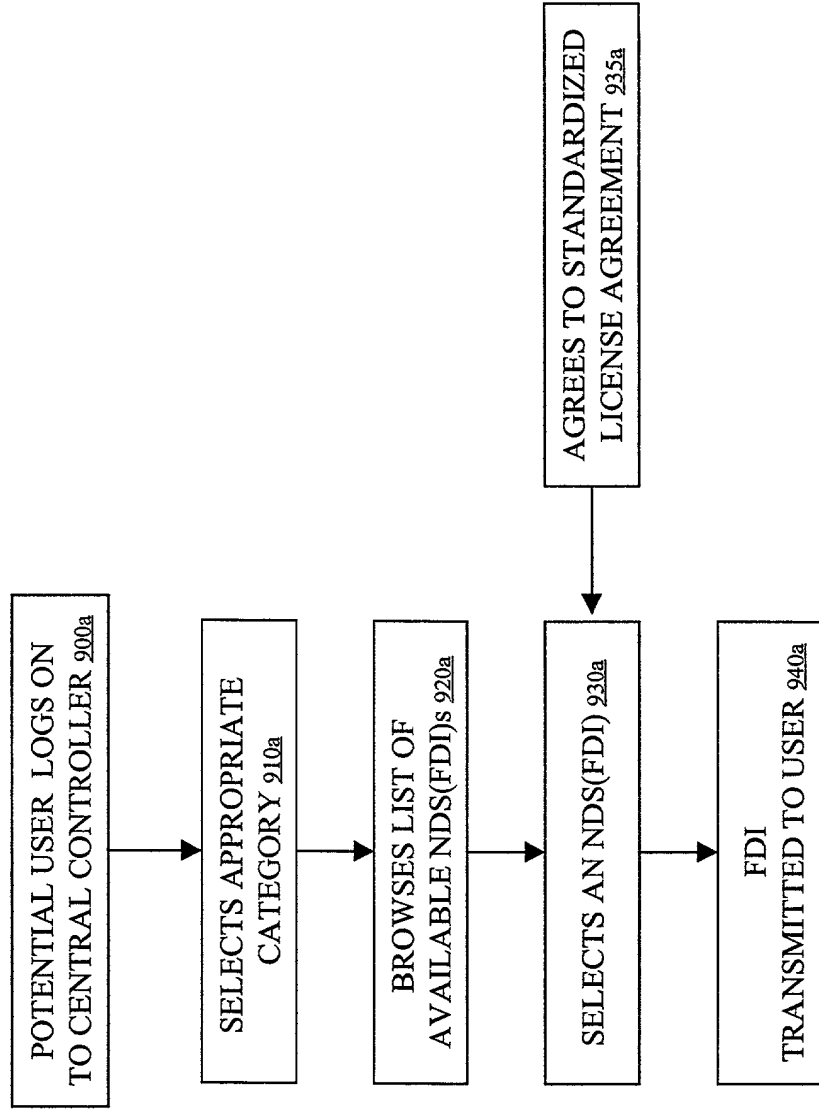 POTENTIAL USER LOGS ON
TO CENTRAL CONTROLLER 900a
SELECTS APPROPRIATE
CATEGORY 910a
BROWSES LIST OF
AVAILABLE NDS(FDI)s 920a
SELECTS AN NDS(FDI) 930a
AGREES TO STANDARDIZED
LICENSE AGREEMENT 935a
FDI
TRANSMITTED TO USER 940a